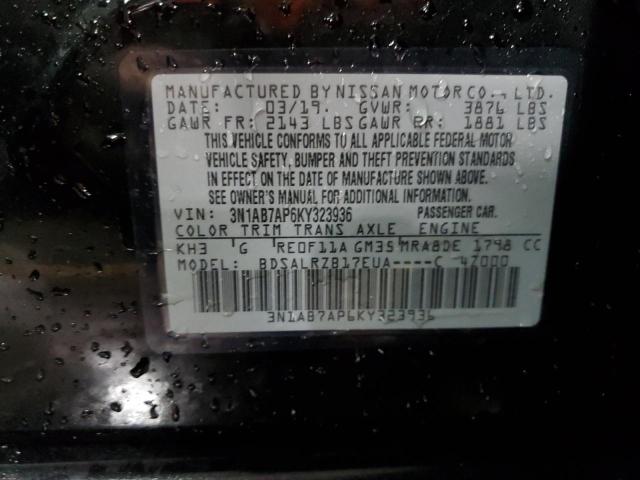 MANUFACTURED BY NISSAN MOTOR CO., LTD.
DATE: 03/19. GVWR: 3876 LBS
GAWR FR: 2143 LBS GAWR RR: 1881 LBS
THIS VEHICLE CONFORMS TO ALL APPLICABLE FEDERAL MOTOR
VEHICLE SAFETY, BUMPER AND THEFT PREVENTION STANDARDS
IN EFFECT ON THE DATE OF MANUFACTURE SHOWN ABOVE.
SEE OWNER'S MANUAL FOR ADDITIONAL INFORMATION.
VIN: 3N1AB7AP6KY323936 PASSENGER CAR.
COLOR TRIM TRANS AXLE ENGINE
KH3 G RE0F11A GM35 MRA8DE 1798 CC
MODEL: BDSALRZB17EUA----C 47000
3N1AB7AP6KY323936